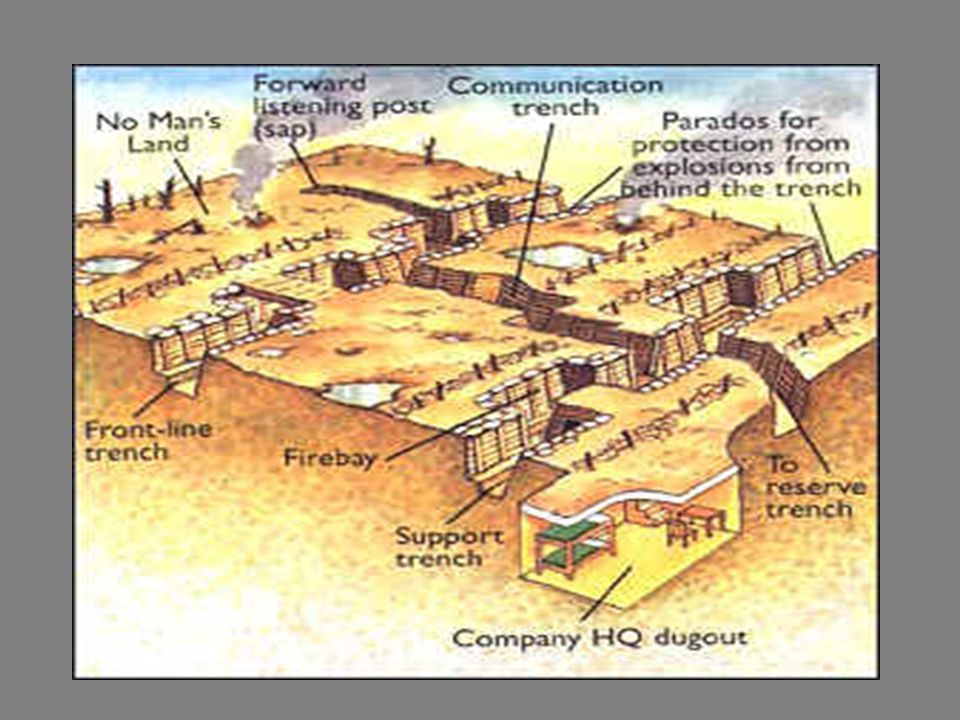 Forward
listening post
(sap)
Communication
trench
No Man's
Land
Parados for
protection from
explosions from
behind the trench
Front-line
trench
Firebay
To
reserve
trench
Support
trench
Company HQ dugout